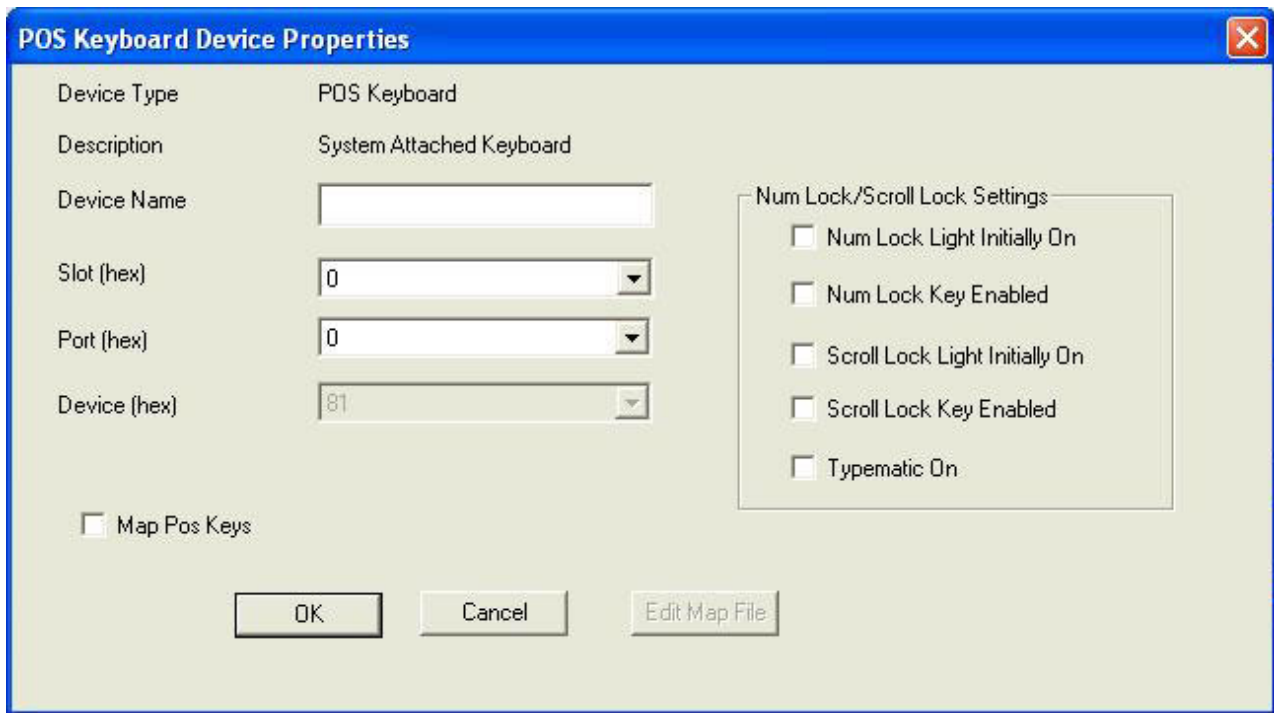 POS Keyboard Device Properties
Device Type POS Keyboard
Description System Attached Keyboard
Device Name
Slot (hex) 0
Port (hex) 0
Device (hex) 81
Num Lock/Scroll Lock Settings
Num Lock Light Initially On
Num Lock Key Enabled
Scroll Lock Light Initially On
Scroll Lock Key Enabled
Typematic On
Map Pos Keys
OK Cancel Edit Map File